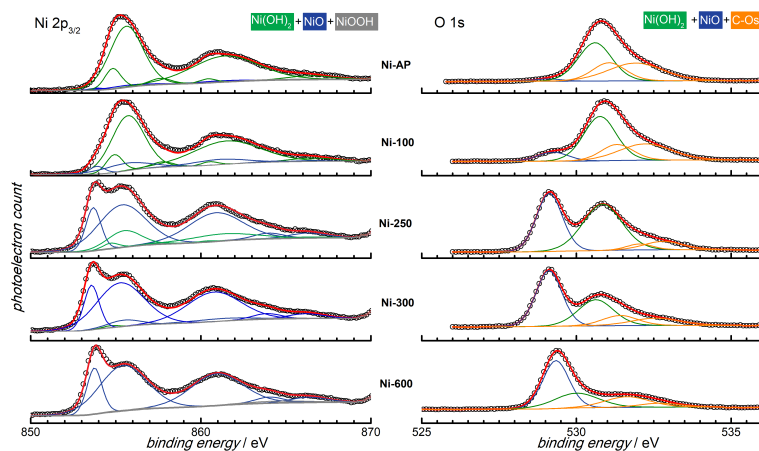 Ni 2p3/2
Ni(OH)2 + NiO + NiOOH
O 1s
Ni(OH)2 + NiO + C-Os
Ni-AP
Ni-100
Ni-250
Ni-300
Ni-600
photoelectron count
850 860 870
binding energy / eV
525 530 535
binding energy / eV